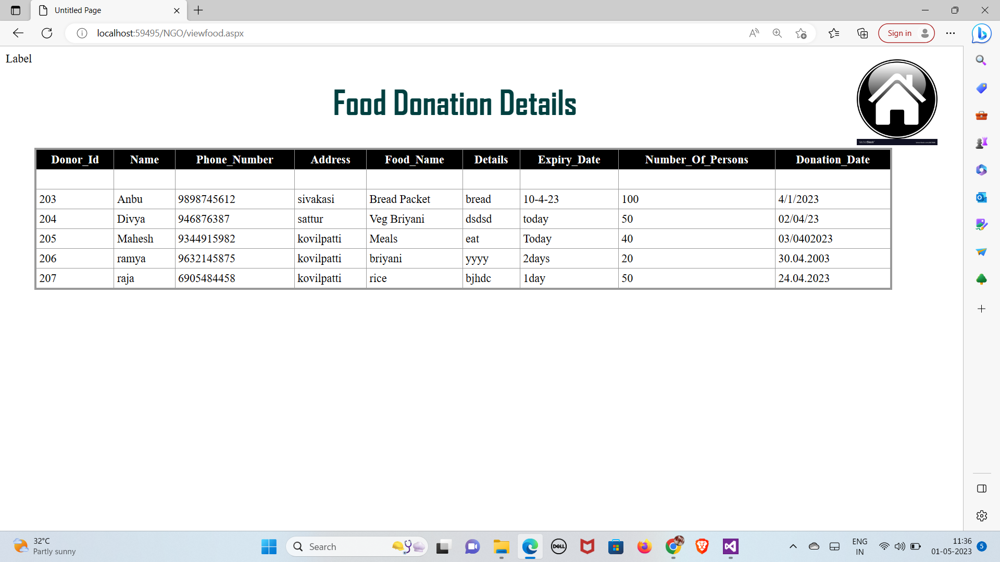 Untitled Page
localhost:59495/NGO/viewfood.aspx
Sign in
Label
Food Donation Details
VectorStock
Donor_Id Name Phone_Number Address Food_Name Details Expiry_Date Number_Of_Persons Donation_Date
203 Anbu 9898745612 sivakasi Bread Packet bread 10-4-23 100 4/1/2023
204 Divya 946876387 sattur Veg Briyani dsdsd today 50 02/04/23
205 Mahesh 9344915982 kovilpatti Meals eat Today 40 03/0402023
206 ramya 9632145875 kovilpatti briyani yyyy 2days 20 30.04.2003
207 raja 6905484458 kovilpatti rice bjhdc 1day 50 24.04.2023
32°C
Partly sunny
Search
DELL
ENG
IN
11:36
01-05-2023
5